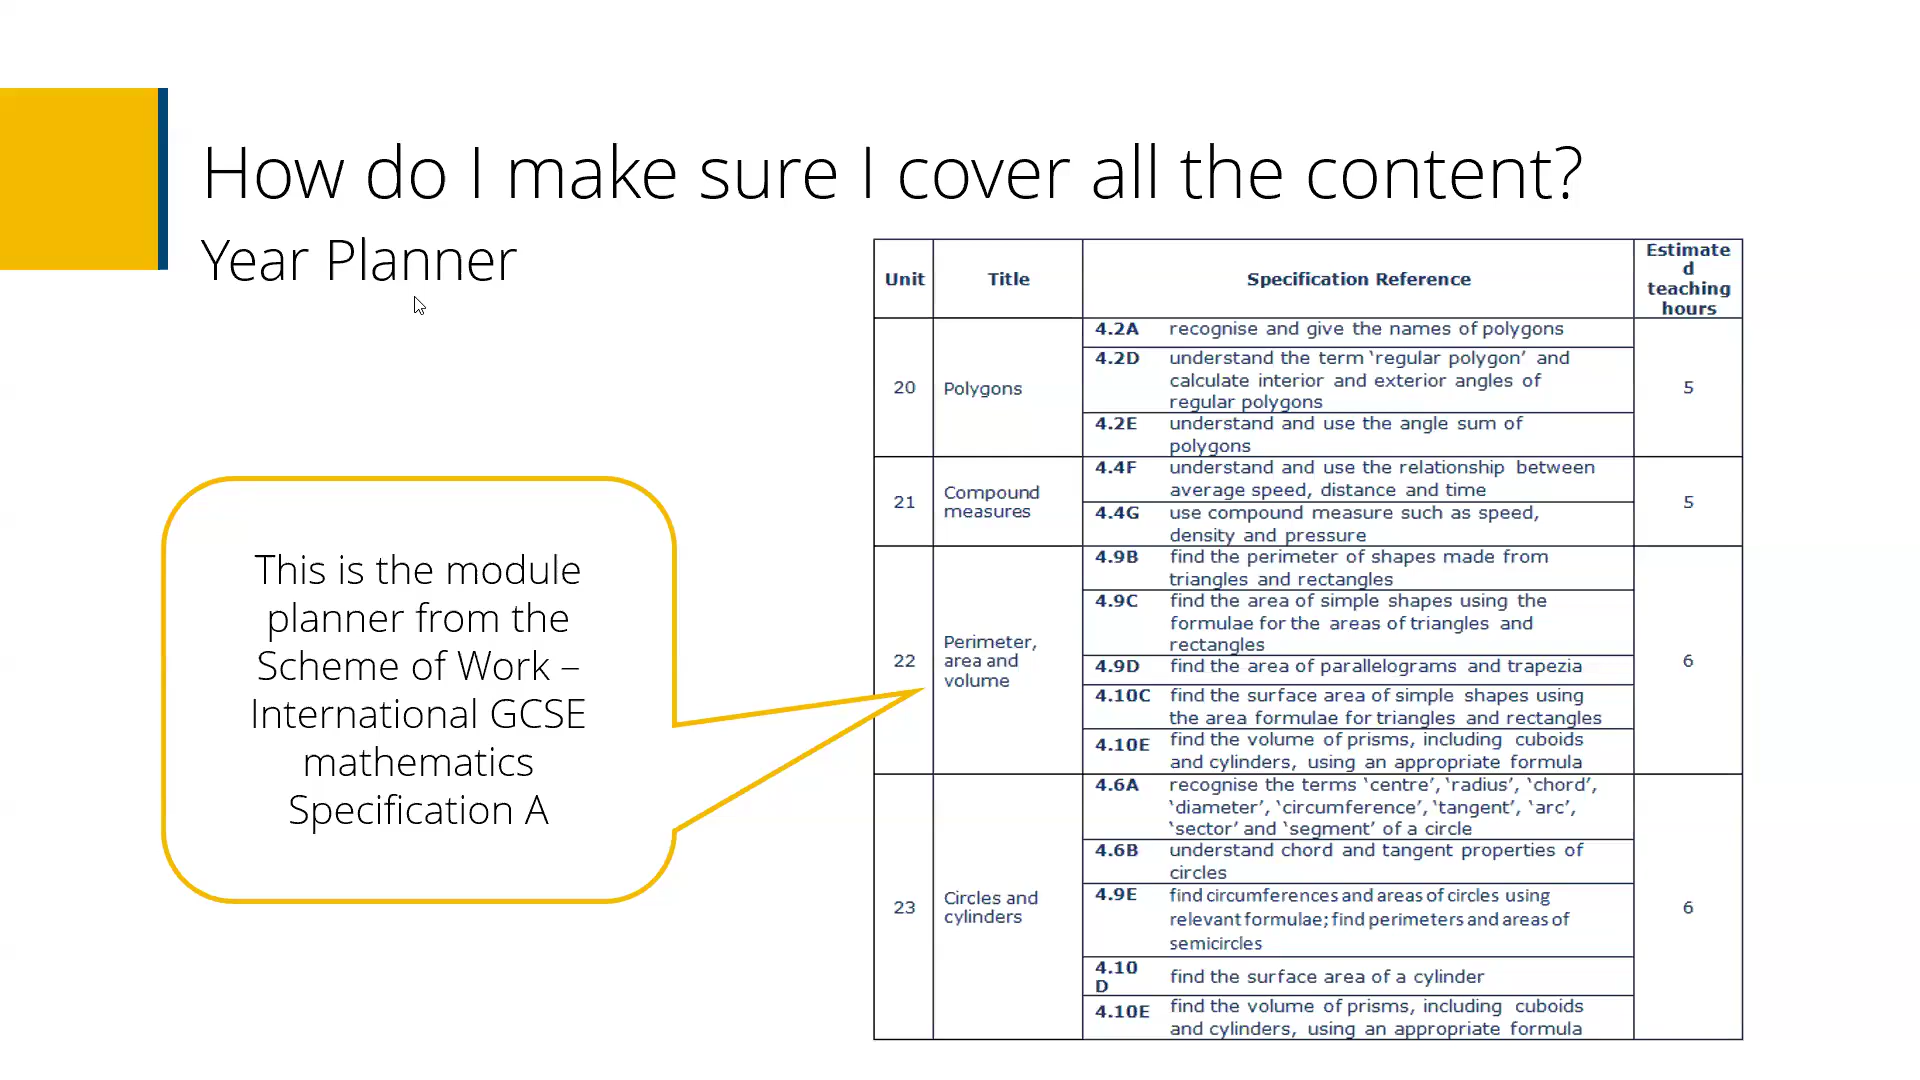 How do I make sure I cover all the content?
Year Planner
This is the module
planner from the
Scheme of Work –
International GCSE
mathematics
Specification A
Unit
Title
Specification Reference
Estimate
d
teaching
hours
20
Polygons
4.2A recognise and give the names of polygons
4.2D understand the term ‘regular polygon’ and
calculate interior and exterior angles of
regular polygons
4.2E understand and use the angle sum of
polygons
5
21
Compound
measures
4.4F understand and use the relationship between
average speed, distance and time
4.4G use compound measure such as speed,
density and pressure
5
22
Perimeter,
area and
volume
4.9B find the perimeter of shapes made from
triangles and rectangles
4.9C find the area of simple shapes using the
formulae for the areas of triangles and
rectangles
4.9D find the area of parallelograms and trapezia
4.10C find the surface area of simple shapes using
the area formulae for triangles and rectangles
4.10E find the volume of prisms, including cuboids
and cylinders, using an appropriate formula
6
23
Circles and
cylinders
4.6A recognise the terms ‘centre’, ‘radius’, ‘chord’,
‘diameter’, ‘circumference’, ‘tangent’, ‘arc’,
‘sector’ and ‘segment’ of a circle
4.6B understand chord and tangent properties of
circles
4.9E find circumferences and areas of circles using
relevant formulae; find perimeters and areas of
semicircles
4.10
D
find the surface area of a cylinder
4.10E find the volume of prisms, including cuboids
and cylinders, using an appropriate formula
6